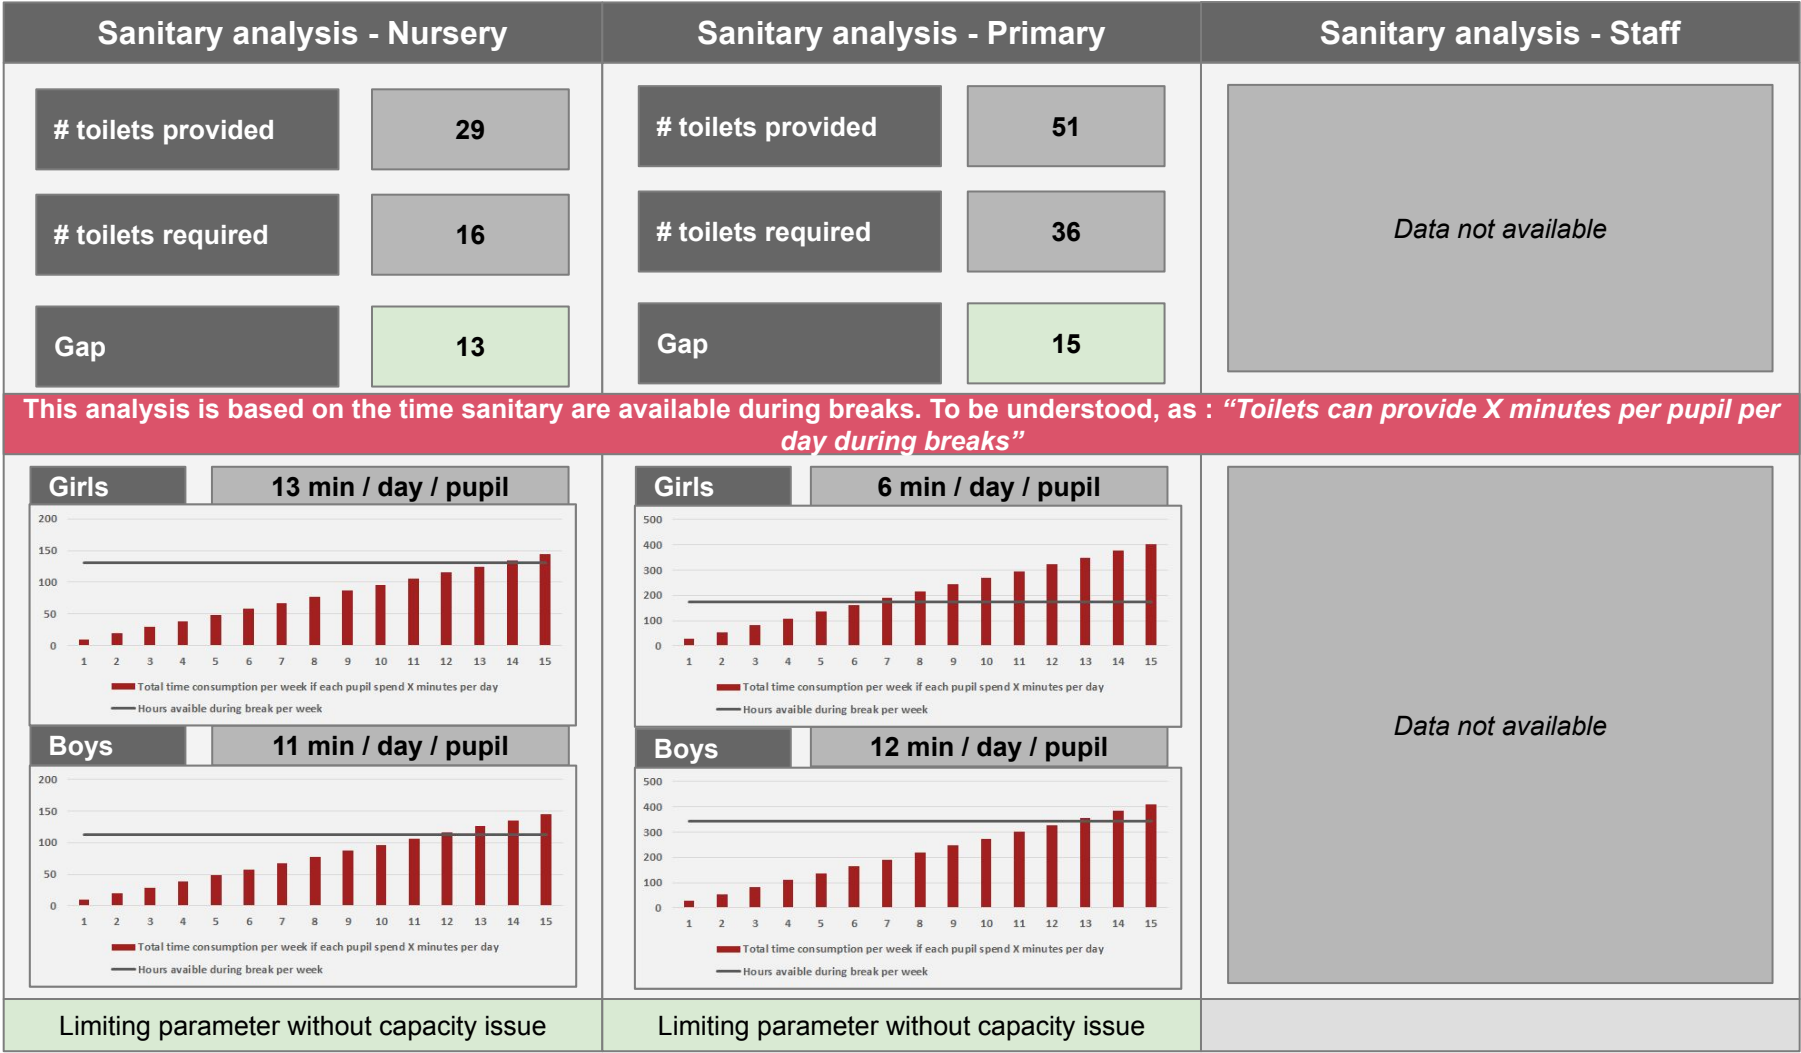 Sanitary analysis - Nursery
Sanitary analysis - Primary
Sanitary analysis - Staff
# toilets provided
29
# toilets required
16
Gap
13
# toilets provided
51
# toilets required
36
Gap
15
Data not available
This analysis is based on the time sanitary are available during breaks. To be understood, as : “Toilets can provide X minutes per pupil per
day during breaks”
Girls
13 min / day / pupil
200
150
100
50
0
1 2 3 4 5 6 7 8 9 10 11 12 13 14 15
Total time consumption per week if each pupil spend X minutes per day
Hours avaible during break per week
Boys
11 min / day / pupil
200
150
100
50
0
1 2 3 4 5 6 7 8 9 10 11 12 13 14 15
Total time consumption per week if each pupil spend X minutes per day
Hours avaible during break per week
Girls
6 min / day / pupil
500
400
300
200
100
0
1 2 3 4 5 6 7 8 9 10 11 12 13 14 15
Total time consumption per week if each pupil spend X minutes per day
Hours avaible during break per week
Boys
12 min / day / pupil
500
400
300
200
100
0
1 2 3 4 5 6 7 8 9 10 11 12 13 14 15
Total time consumption per week if each pupil spend X minutes per day
Hours avaible during break per week
Data not available
Limiting parameter without capacity issue
Limiting parameter without capacity issue